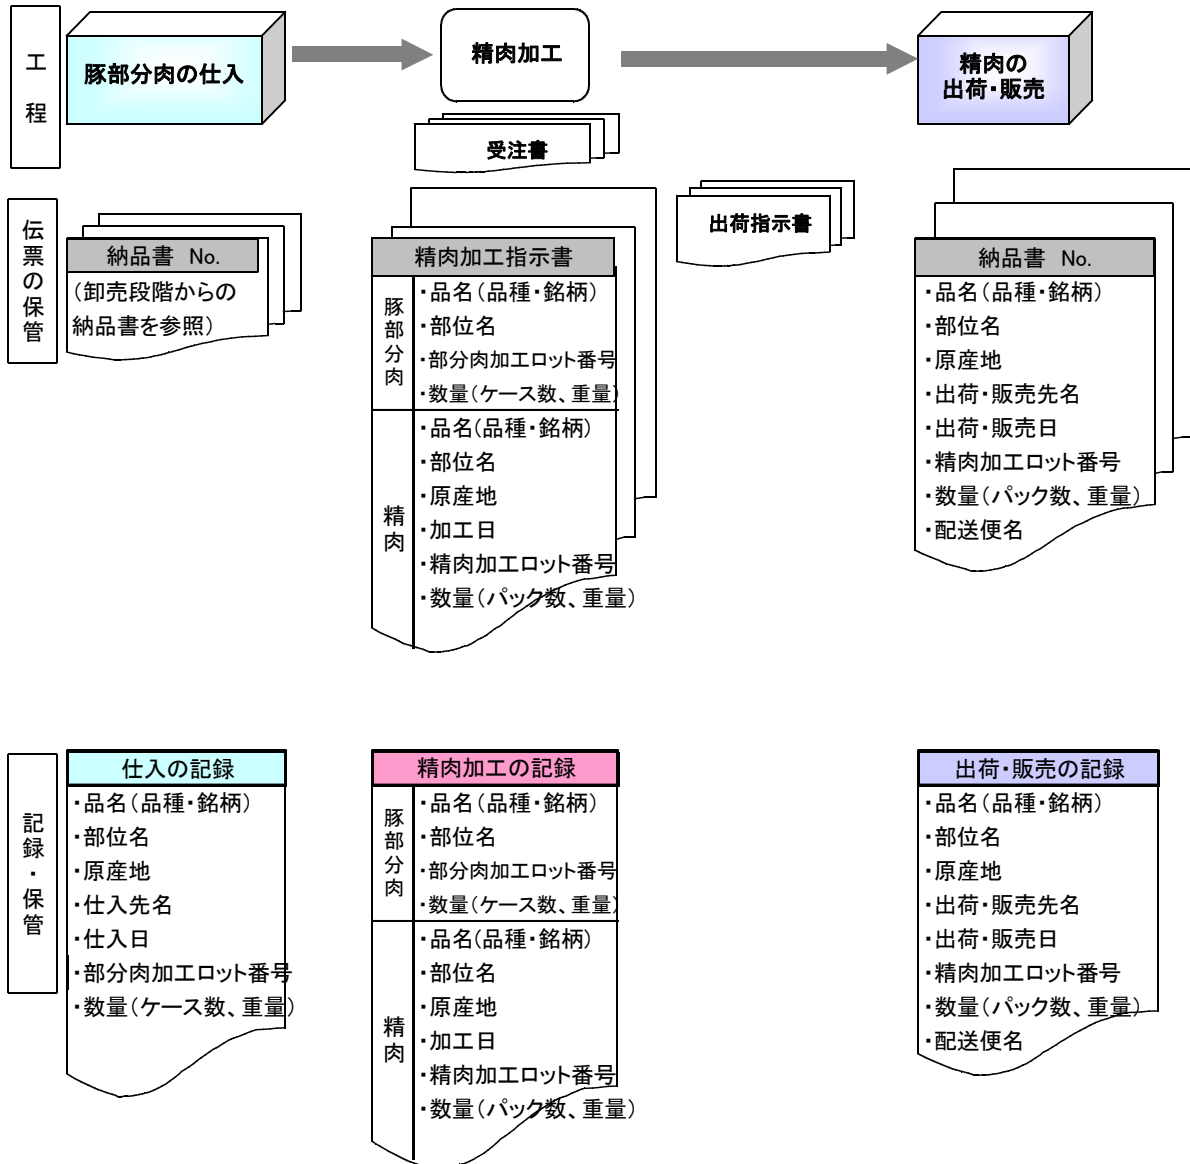 工程
豚部分肉の仕入
精肉加工
精肉の
出荷・販売
受注書
伝票の保管
納品書 No.
(卸売段階からの
納品書を参照)
精肉加工指示書
豚部分肉
・品名(品種・銘柄)
・部位名
・部分肉加工ロット番号
・数量(ケース数、重量)
精肉
・品名(品種・銘柄)
・部位名
・原産地
・加工日
・精肉加工ロット番号
・数量(パック数、重量)
出荷指示書
納品書 No.
・品名(品種・銘柄)
・部位名
・原産地
・出荷・販売先名
・出荷・販売日
・精肉加工ロット番号
・数量(パック数、重量)
・配送便名
記録・保管
仕入の記録
・品名(品種・銘柄)
・部位名
・原産地
・仕入先名
・仕入日
・部分肉加工ロット番号
・数量(ケース数、重量)
精肉加工の記録
豚部分肉
・品名(品種・銘柄)
・部位名
・部分肉加工ロット番号
・数量(ケース数、重量)
精肉
・品名(品種・銘柄)
・部位名
・原産地
・加工日
・精肉加工ロット番号
・数量(パック数、重量)
出荷・販売の記録
・品名(品種・銘柄)
・部位名
・原産地
・出荷・販売先名
・出荷・販売日
・精肉加工ロット番号
・数量(パック数、重量)
・配送便名